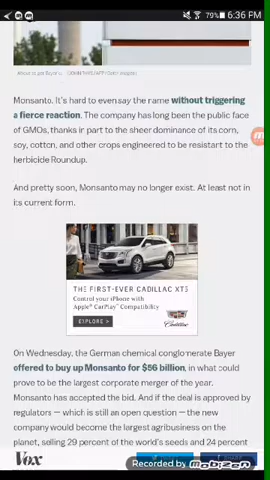 79% 6:36 PM
Monsanto. It's hard to even say the name without triggering
a fierce reaction. The company has long been the public face
of GMOs, thanks in part to the sheer dominance of its corn,
soy, cotton, and other crops engineered to be resistant to the
herbicide Roundup.
And pretty soon, Monsanto may no longer exist. At least not in
its current form.
THE FIRST-EVER CADILLAC XT5
Control your iPhone with
Apple® CarPlay™ Compatibility
EXPLORE >
Cadillac
On Wednesday, the German chemical conglomerate Bayer
offered to buy up Monsanto for $66 billion, in what could
prove to be the largest corporate merger of the year.
Monsanto has accepted the bid. And if the deal is approved by
regulators — which is still an open question — the new
company would become the largest agribusiness on the
planet, selling 29 percent of the world's seeds and 24 percent
Vox
Recorded by Mobizen